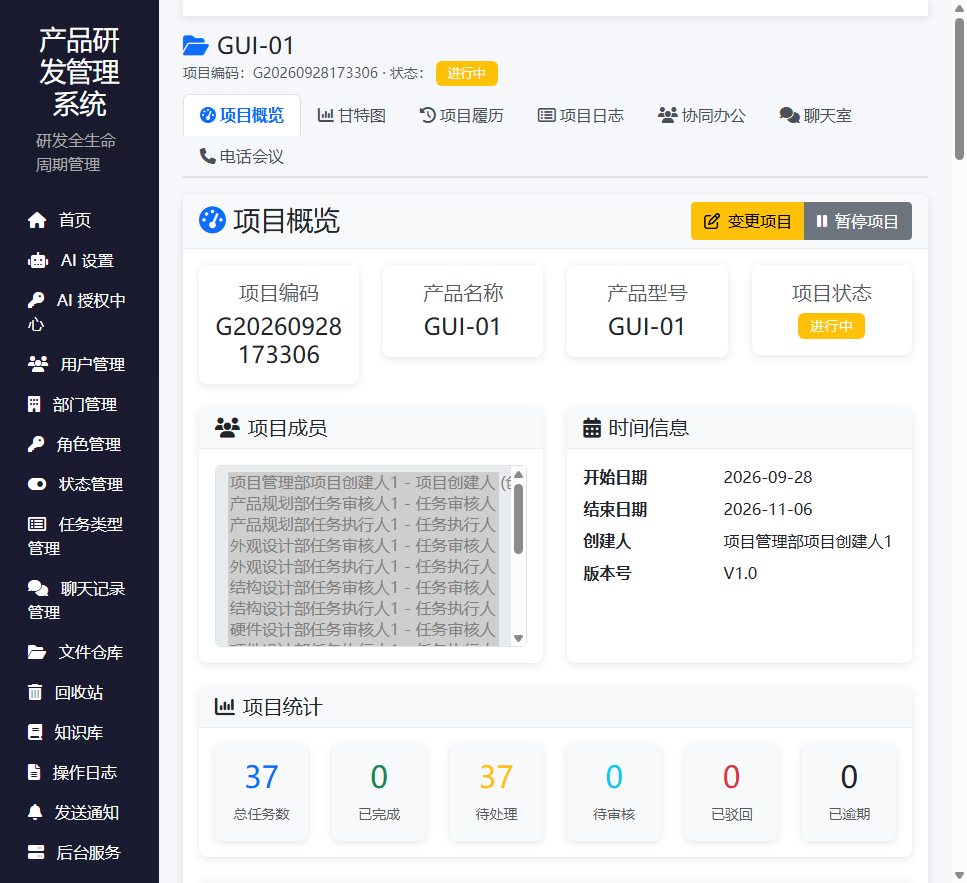 产品研
发管理
系统
研发全生命
周期管理
首页
AI 设置
AI 授权中
心
用户管理
部门管理
角色管理
状态管理
任务类型
管理
聊天记录
管理
文件仓库
回收站
知识库
操作日志
发送通知
后台服务
GUI-01
项目编码: G20260928173306 · 状态: 进行中
项目概览 甘特图 项目履历 项目日志 协同办公 聊天室
电话会议
项目概览
变更项目 暂停项目
项目编码
G20260928
173306
产品名称
GUI-01
产品型号
GUI-01
项目状态
进行中
项目成员
项目管理部项目创建人1 - 项目创建人
产品规划部任务审核人1 - 任务审核人
产品规划部任务执行人1 - 任务执行人
外观设计部任务审核人1 - 任务审核人
外观设计部任务执行人1 - 任务执行人
结构设计部任务审核人1 - 任务审核人
结构设计部任务执行人1 - 任务执行人
硬件设计部任务审核人1 - 任务审核人
时间信息
开始日期 2026-09-28
结束日期 2026-11-06
创建人 项目管理部项目创建人1
版本号 V1.0
项目统计
37
总任务数
0
已完成
37
待处理
0
待审核
0
已驳回
0
已逾期